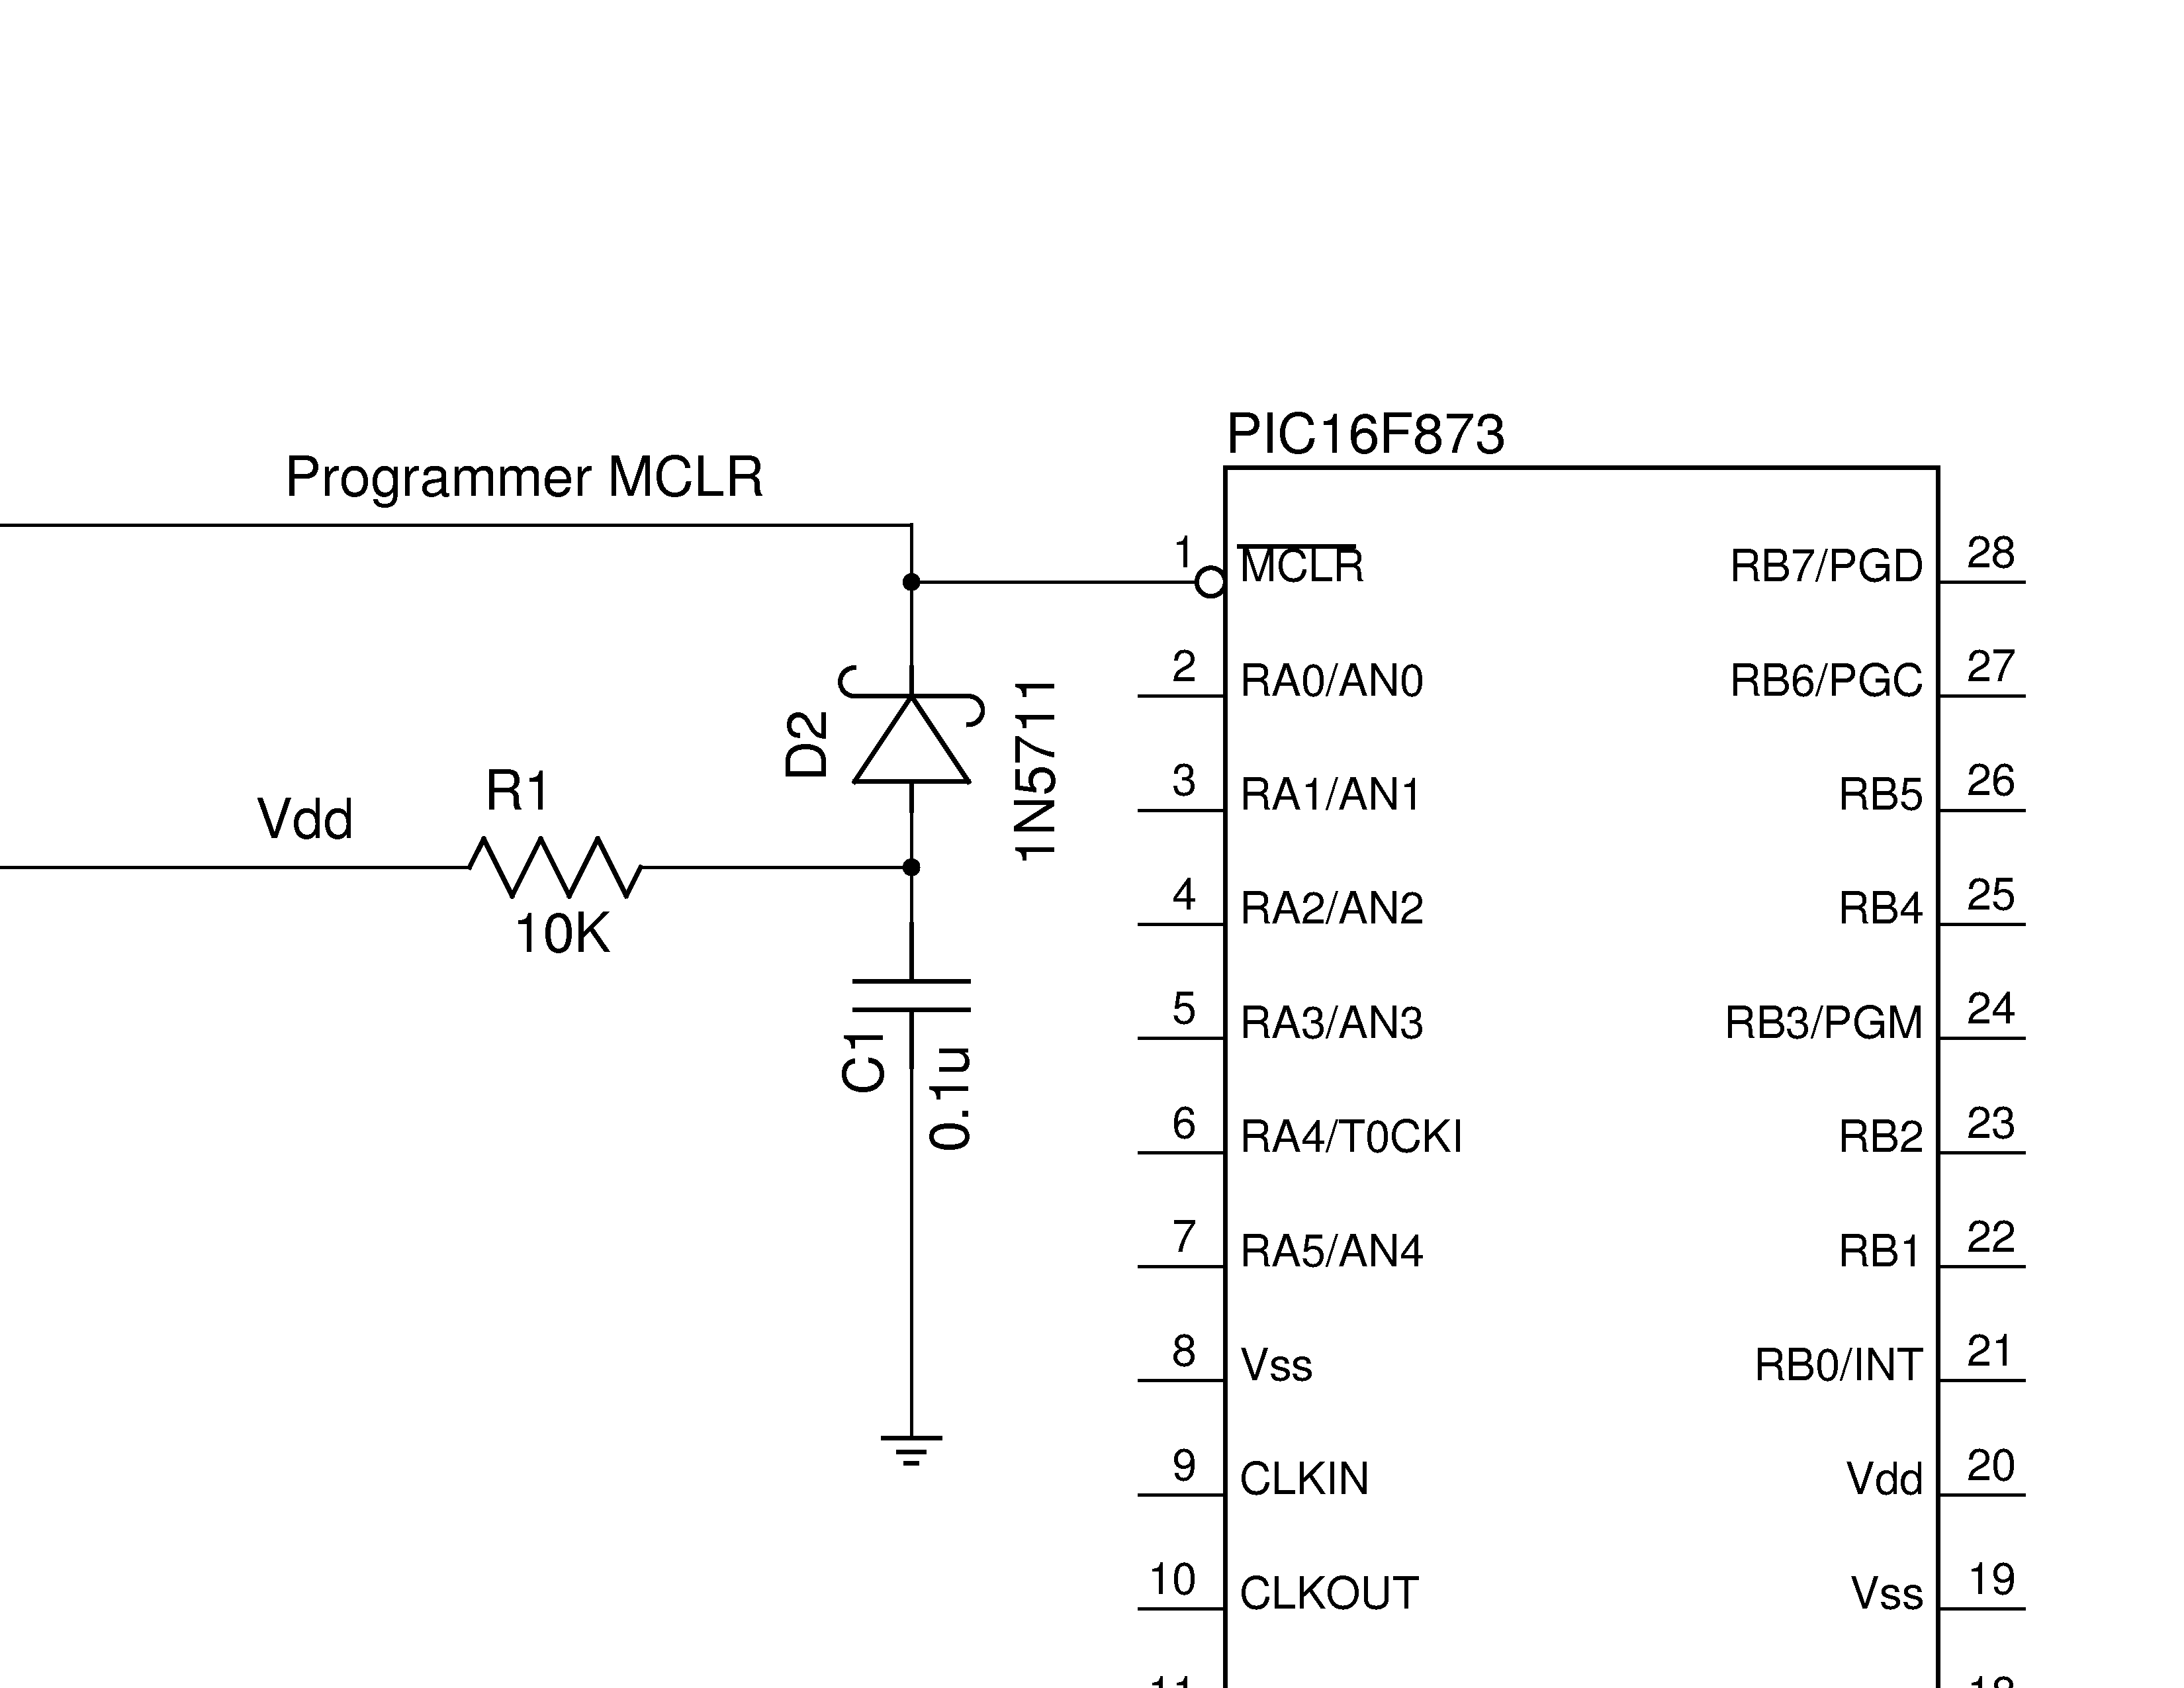 PIC16F873
Programmer MCLR
1 MCLR RB7/PGD 28
2 RA0/AN0 RB6/PGC 27
D2
1N5711
3 RA1/AN1 RB5 26
R1
Vdd
10K
4 RA2/AN2 RB4 25
5 RA3/AN3 RB3/PGM 24
C1
0.1u
6 RA4/T0CKI RB2 23
7 RA5/AN4 RB1 22
8 Vss RB0/INT 21
9 CLKIN Vdd 20
10 CLKOUT Vss 19
11 18